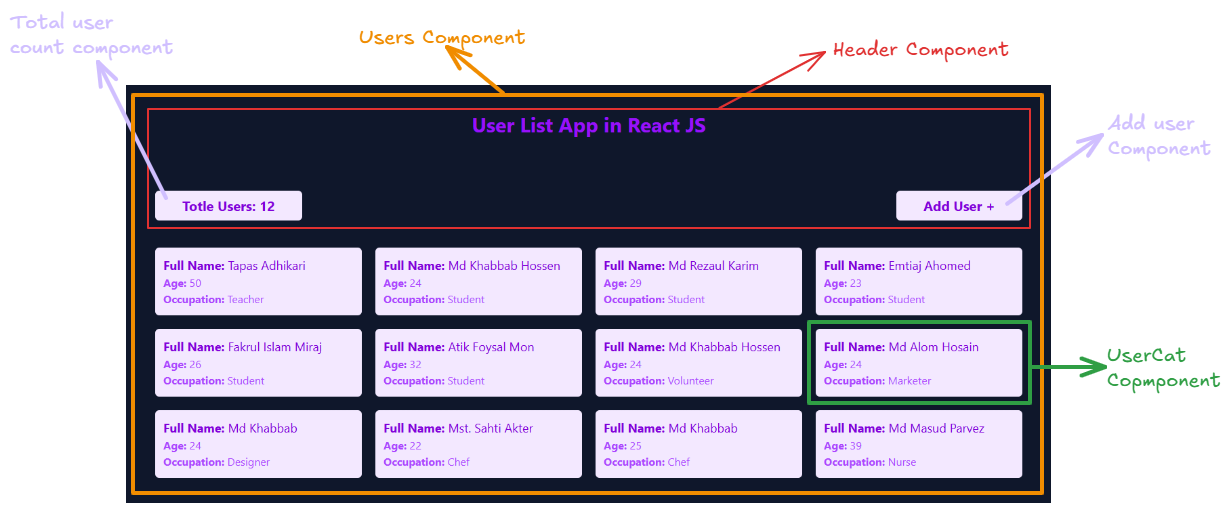 Total user
count component
Users Component
Header Component
Add user
Component
User List App in React JS
Totle Users: 12
Add User +
Full Name: Tapas Adhikari
Age: 50
Occupation: Teacher
Full Name: Md Khabbab Hossen
Age: 24
Occupation: Student
Full Name: Md Rezaul Karim
Age: 29
Occupation: Student
Full Name: Emtiaj Ahomed
Age: 23
Occupation: Student
Full Name: Fakrul Islam Miraj
Age: 26
Occupation: Student
Full Name: Atik Foysal Mon
Age: 32
Occupation: Student
Full Name: Md Khabbab Hossen
Age: 24
Occupation: Volunteer
Full Name: Md Alom Hosain
Age: 24
Occupation: Marketer
UserCat
Copmponent
Full Name: Md Khabbab
Age: 24
Occupation: Designer
Full Name: Mst. Sahti Akter
Age: 22
Occupation: Chef
Full Name: Md Khabbab
Age: 25
Occupation: Chef
Full Name: Md Masud Parvez
Age: 39
Occupation: Nurse